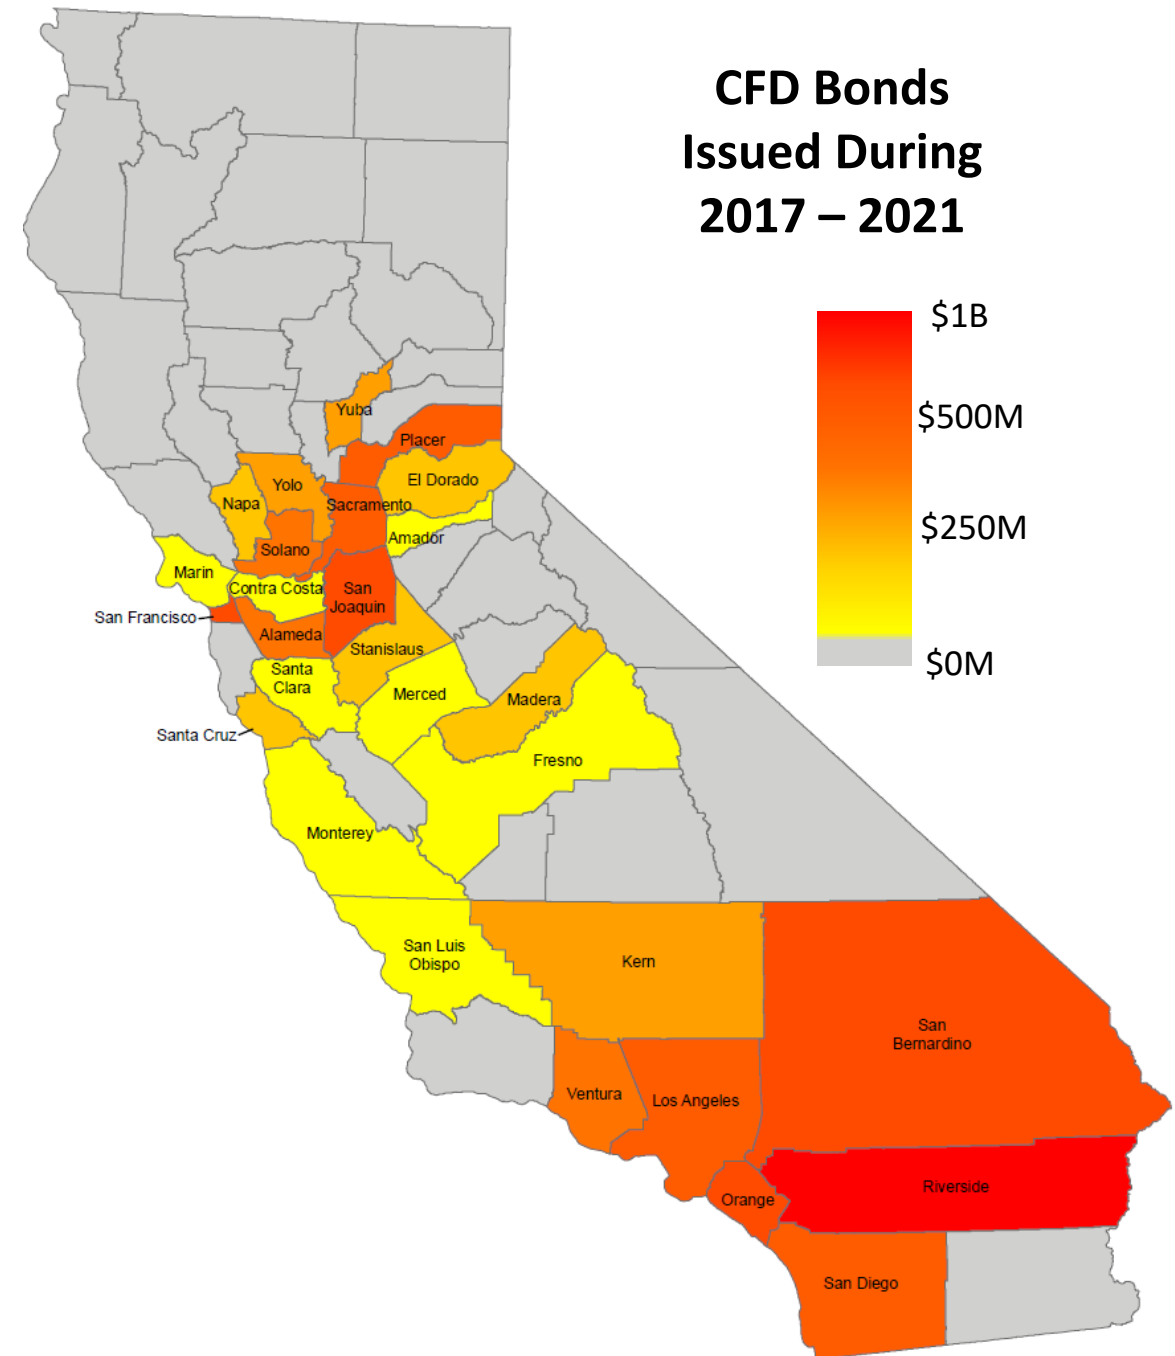 CFD Bonds
Issued During
2017 – 2021
$1B
$500M
$250M
$0M
Yuba
Placer
El Dorado
Yolo
Napa
Sacramento
Amador
Solano
Marin
Contra Costa
San
Joaquin
San Francisco
Alameda
Stanislaus
Santa
Clara
Merced
Madera
Santa Cruz
Fresno
Monterey
San Luis
Obispo
Kern
San
Bernardino
Ventura
Los Angeles
Orange
Riverside
San Diego